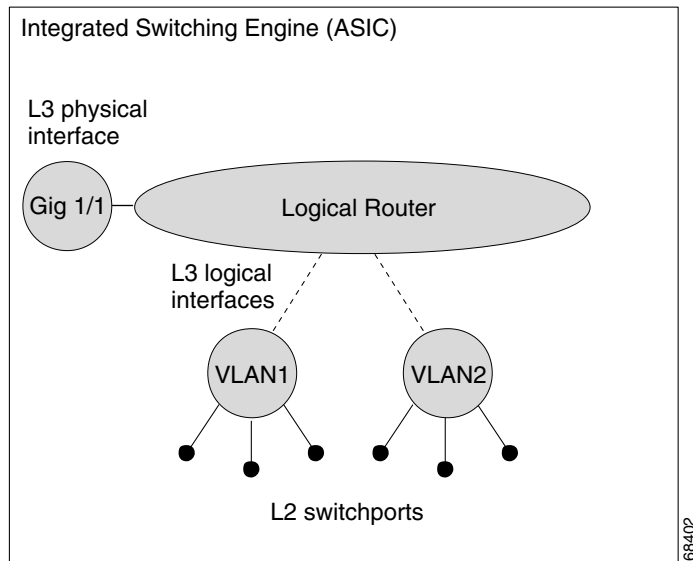 Integrated Switching Engine (ASIC)
L3 physical
interface
Gig 1/1
Logical Router
L3 logical
interfaces
VLAN1
VLAN2
L2 switchports
68402